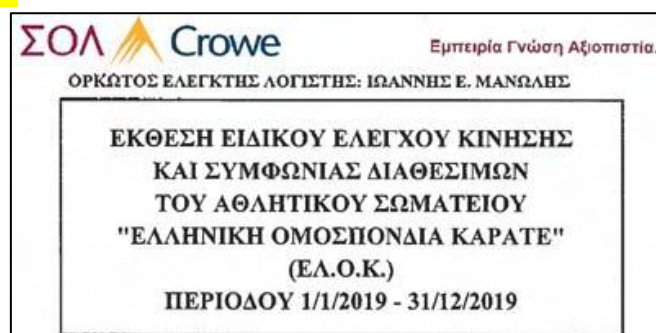 ΣΟΛ Crowe
Εμπειρία Γνώση Αξιοπιστία.
ΟΡΚΩΤΟΣ ΕΛΕΓΚΤΗΣ ΛΟΓΙΣΤΗΣ: ΙΩΑΝΝΗΣ Ε. ΜΑΝΩΛΗΣ
ΕΚΘΕΣΗ ΕΙΔΙΚΟΥ ΕΛΕΓΧΟΥ ΚΙΝΗΣΗΣ
ΚΑΙ ΣΥΜΦΩΝΙΑΣ ΔΙΑΘΕΣΙΜΩΝ
ΤΟΥ ΑΘΛΗΤΙΚΟΥ ΣΩΜΑΤΕΙΟΥ
"ΕΛΛΗΝΙΚΗ ΟΜΟΣΠΟΝΔΙΑ ΚΑΡΑΤΕ"
(ΕΛ.Ο.Κ.)
ΠΕΡΙΟΔΟΥ 1/1/2019 - 31/12/2019